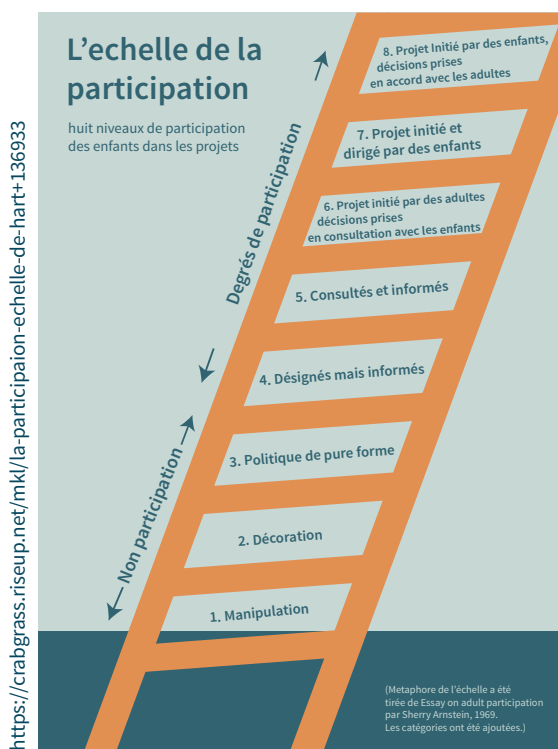 L'echelle de la
participation
huit niveaux de participation
des enfants dans les projets
8. Projet Initié par des enfants,
décisions prises
en accord avec les adultes
7. Projet initié et
dirigé par des enfants
6. Projet initié par des adultes
décisions prises
en consultation avec les enfants
5. Consultés et informés
4. Désignés mais informés
3. Politique de pure forme
2. Décoration
1. Manipulation
Degrés de participation
Non participation
(Metaphore de l'échelle a été
tirée de Essay on adult participation
par Sherry Arnstein, 1969.
Les catégories ont été ajoutées.)
https://crabgrass.riseup.net/mkl/la-participaion-echelle-de-hart+136933